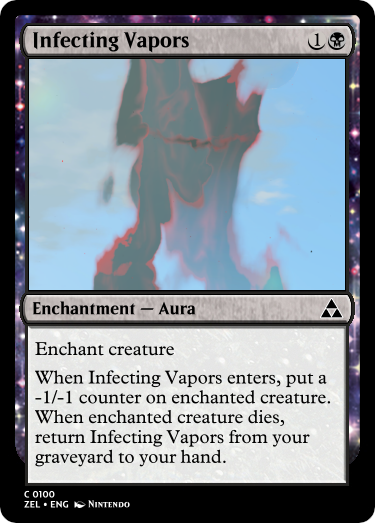 Infecting Vapors 1
Enchantment — Aura
Enchant creature
When Infecting Vapors enters, put a
-1/-1 counter on enchanted creature.
When enchanted creature dies,
return Infecting Vapors from your
graveyard to your hand.
C 0100
ZEL • ENG Nintendo